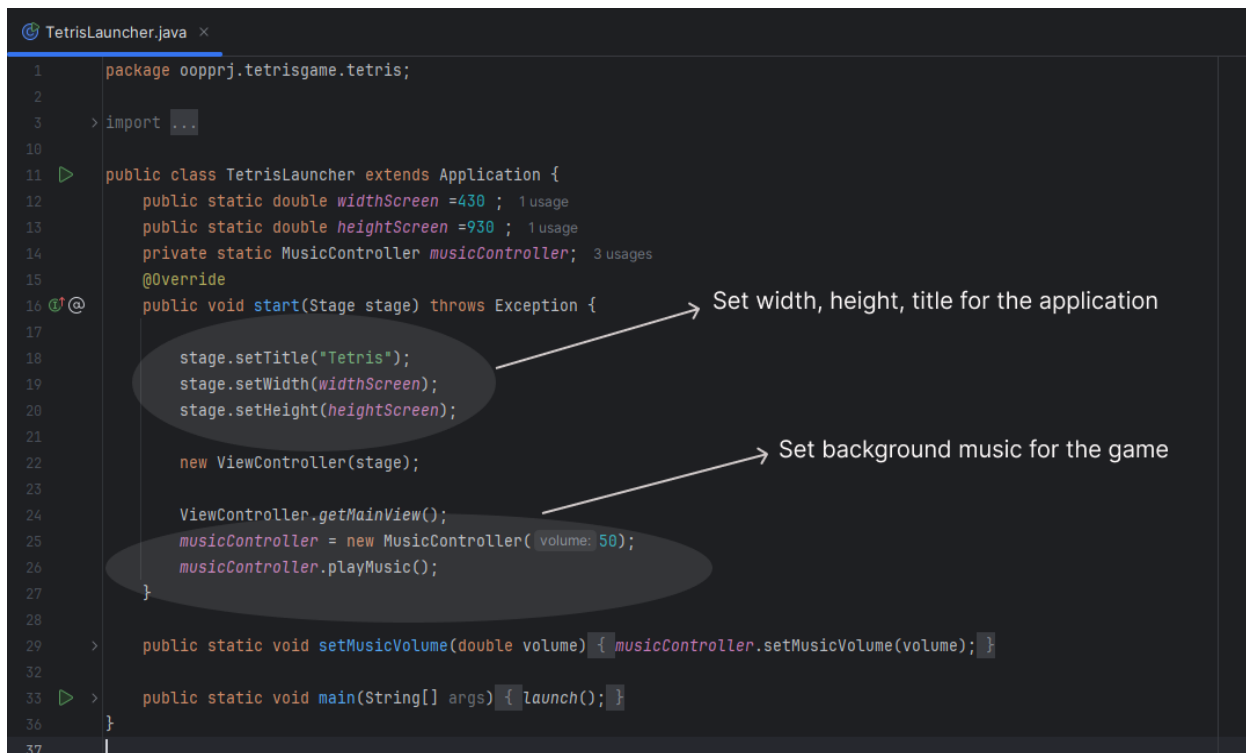 TetrisLauncher.java ×
1 package oopprj.tetrisgame.tetris;
2
3 > import ...
10
11 public class TetrisLauncher extends Application {
12 public static double widthScreen =430 ; 1 usage
13 public static double heightScreen =930 ; 1 usage
14 private static MusicController musicController; 3 usages
15 @Override
16 public void start(Stage stage) throws Exception {
Set width, height, title for the application
17
18 stage.setTitle("Tetris");
19 stage.setWidth(widthScreen);
20 stage.setHeight(heightScreen);
21
Set background music for the game
22 new ViewController(stage);
23
24 ViewController.getMainView();
25 musicController = new MusicController( volume: 50);
26 musicController.playMusic();
27 }
28
29 > public static void setMusicVolume(double volume) { musicController.setMusicVolume(volume); }
32
33 > public static void main(String[] args) { launch(); }
36 }
37